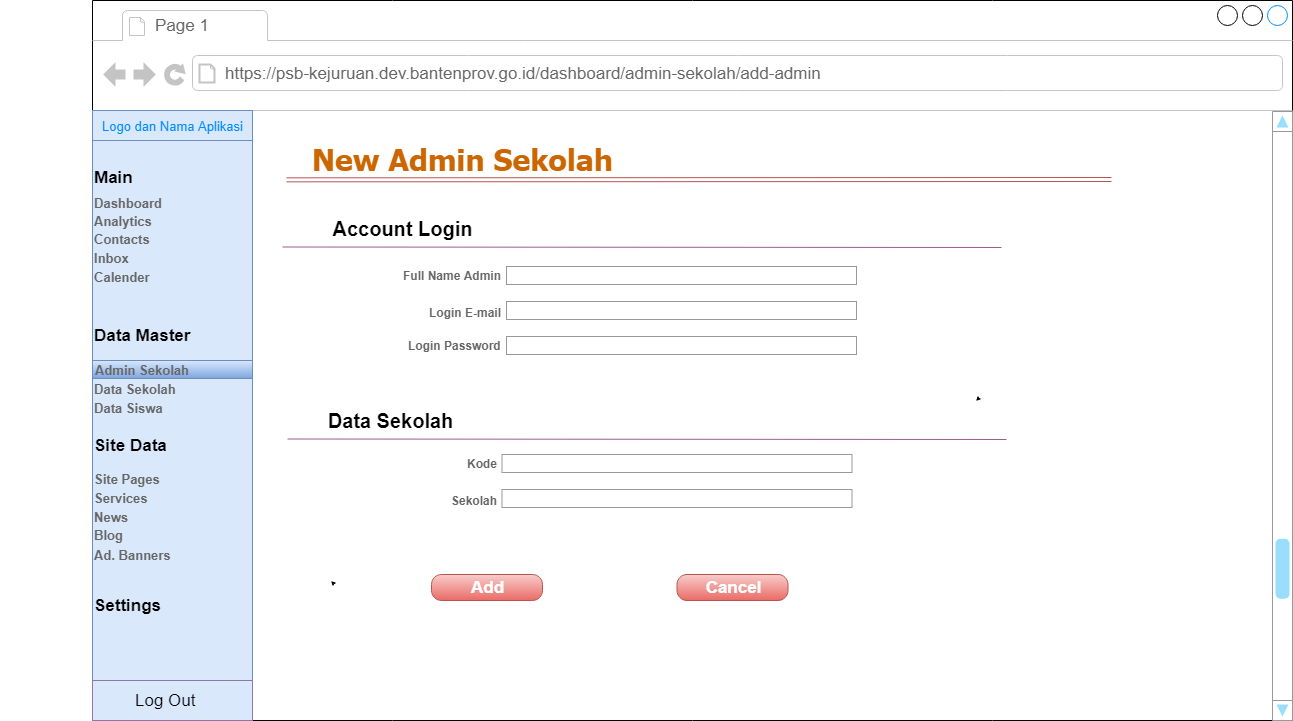 Page 1
https://psb-kejuruan.dev.bantenprov.go.id/dashboard/admin-sekolah/add-admin
Logo dan Nama Aplikasi
Main
Dashboard
Analytics
Contacts
Inbox
Calender
Data Master
Admin Sekolah
Data Sekolah
Data Siswa
Site Data
Site Pages
Services
News
Blog
Ad. Banners
Settings
Log Out
New Admin Sekolah
Account Login
Full Name Admin
Login E-mail
Login Password
Data Sekolah
Kode
Sekolah
Add
Cancel